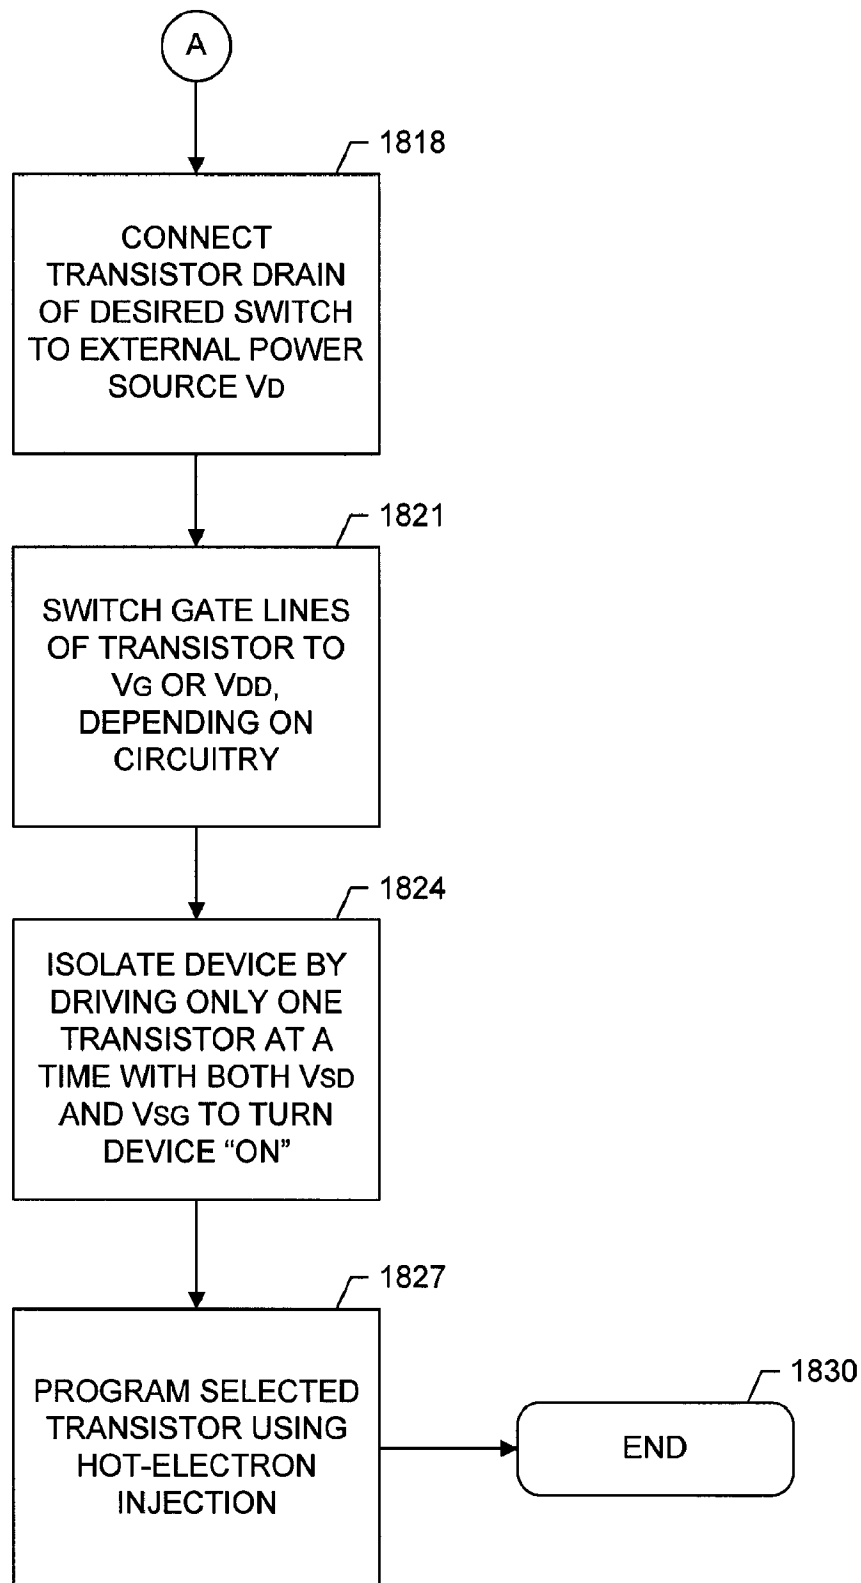 A
1818
CONNECT
TRANSISTOR DRAIN
OF DESIRED SWITCH
TO EXTERNAL POWER
SOURCE VD
1821
SWITCH GATE LINES
OF TRANSISTOR TO
VG OR VDD,
DEPENDING ON
CIRCUITRY
1824
ISOLATE DEVICE BY
DRIVING ONLY ONE
TRANSISTOR AT A
TIME WITH BOTH VSD
AND VSG TO TURN
DEVICE “ON”
1827
PROGRAM SELECTED
TRANSISTOR USING
HOT-ELECTRON
INJECTION
1830
END